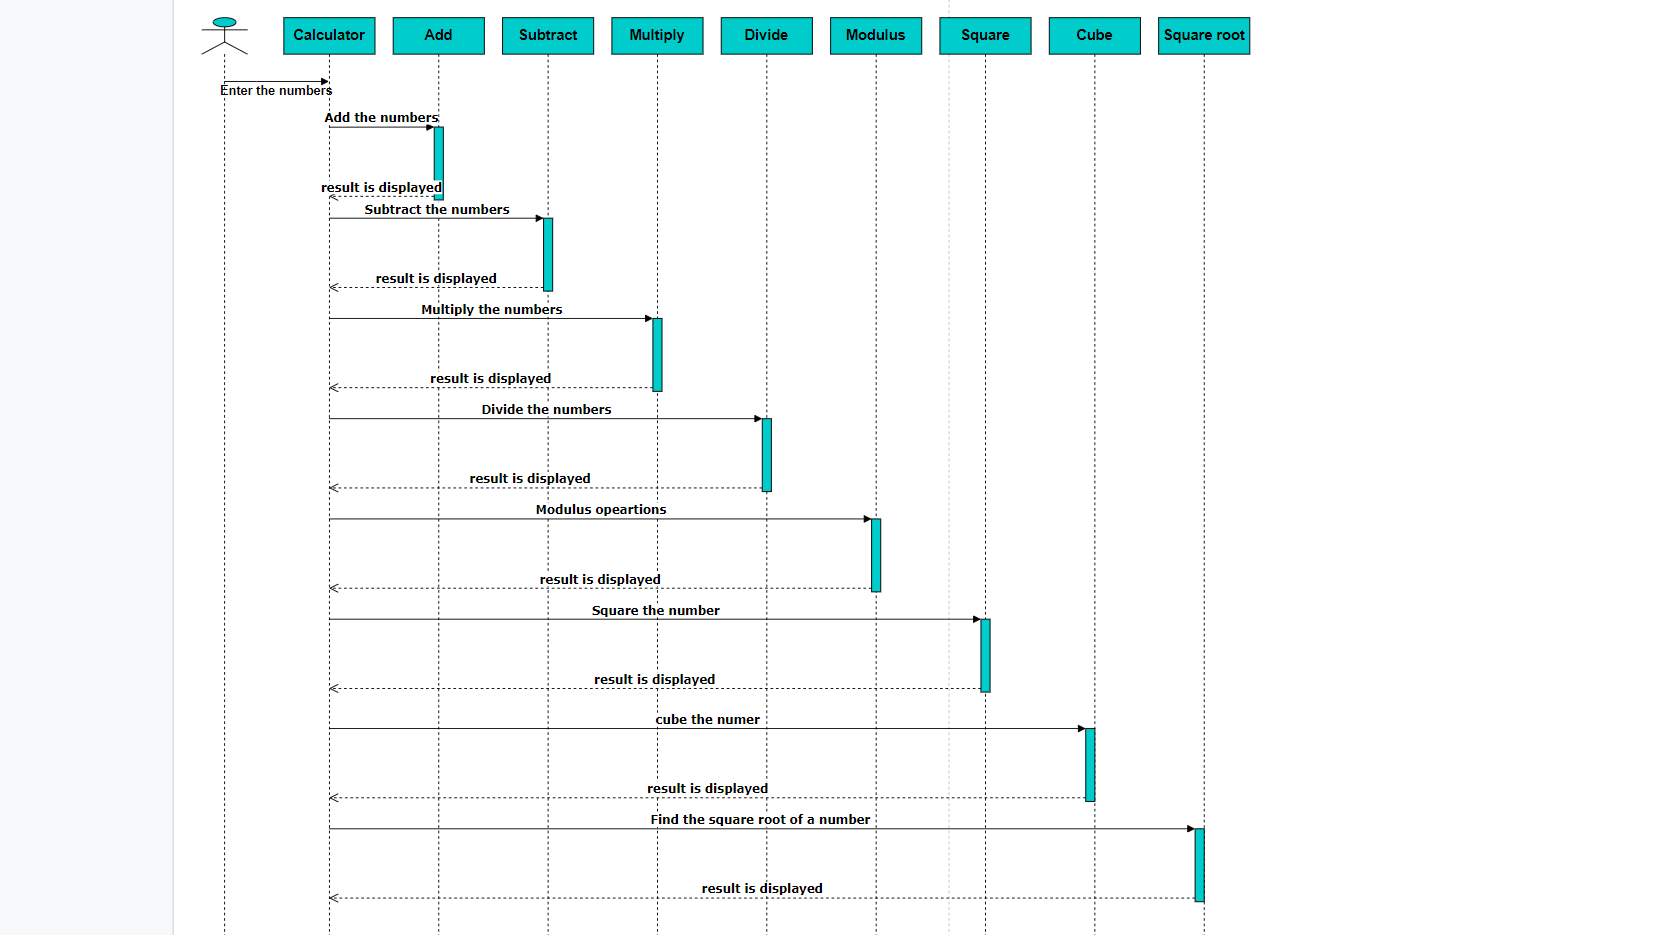 Calculator
Add
Subtract
Multiply
Divide
Modulus
Square
Cube
Square root
Enter the numbers
Add the numbers
result is displayed
Subtract the numbers
result is displayed
Multiply the numbers
result is displayed
Divide the numbers
result is displayed
Modulus opeartions
result is displayed
Square the number
result is displayed
cube the numer
result is displayed
Find the square root of a number
result is displayed